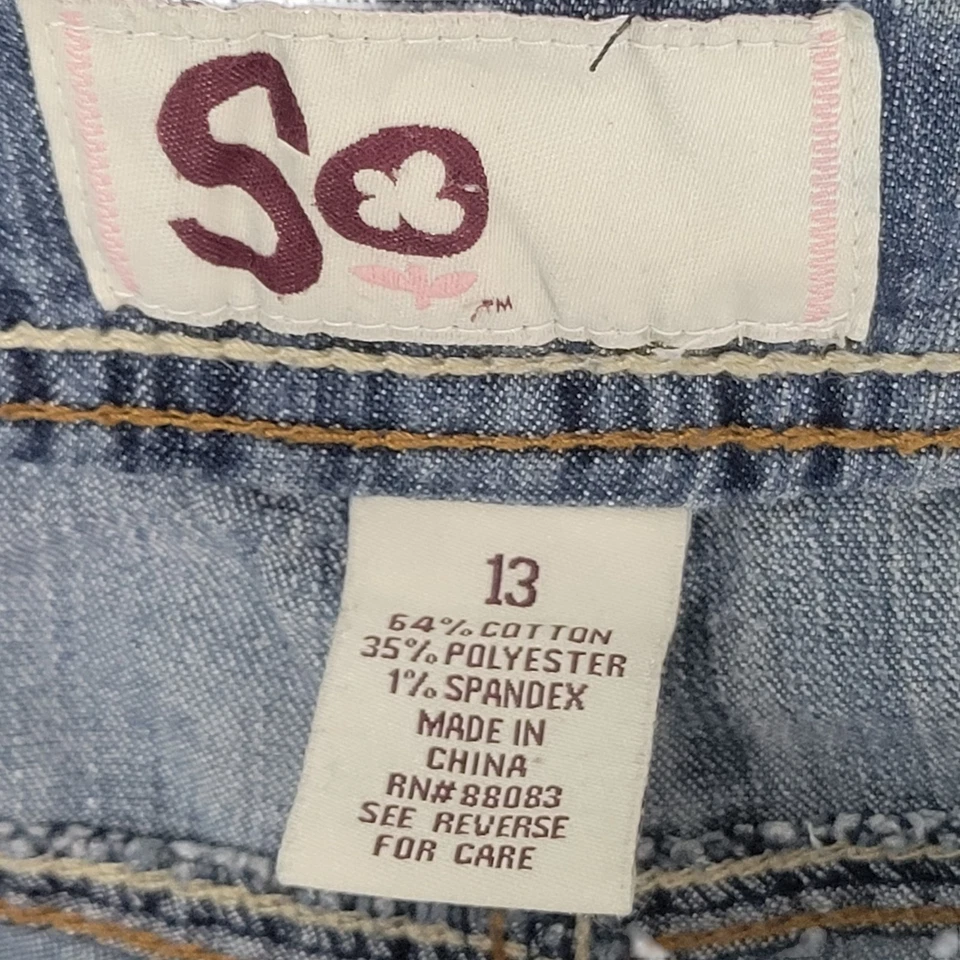 So
TM
13
64% COTTON
35% POLYESTER
1% SPANDEX
MADE IN
CHINA
RN# 88083
SEE REVERSE
FOR CARE